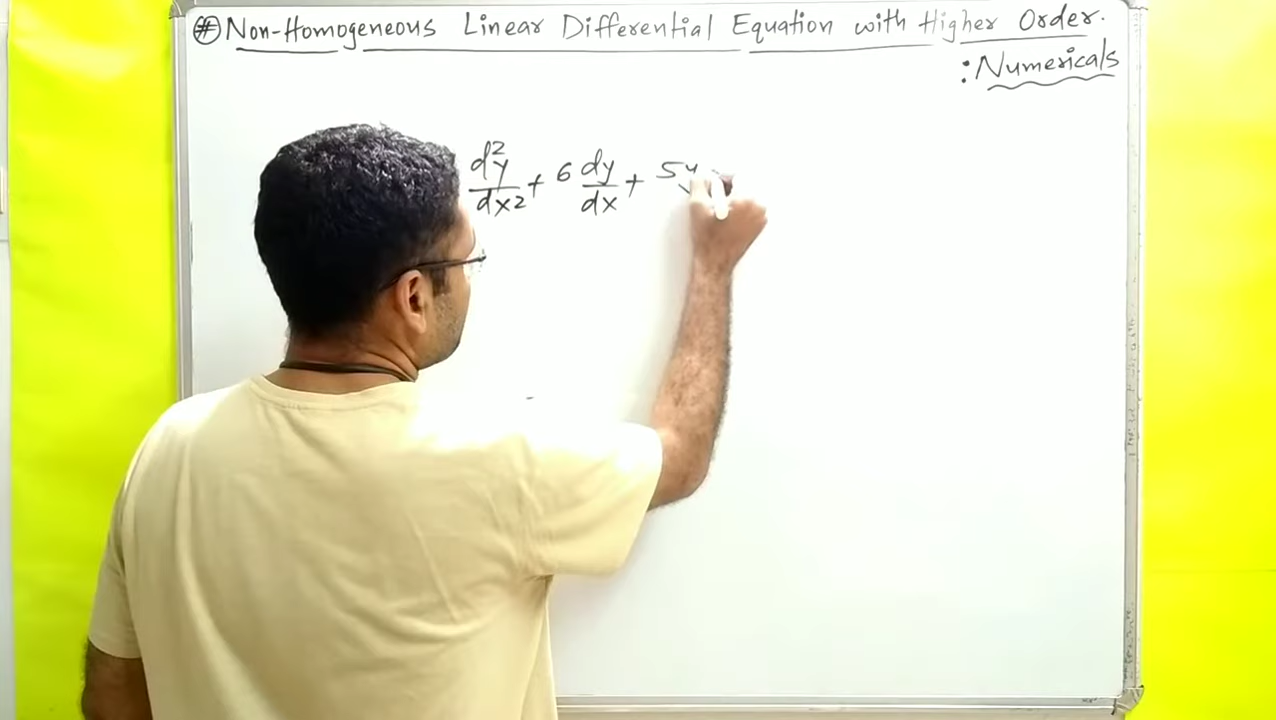 # Non-Homogeneous Linear Differential Equation with Higher Order.
: Numericals
d²y/dx² + 6 dy/dx + 5y